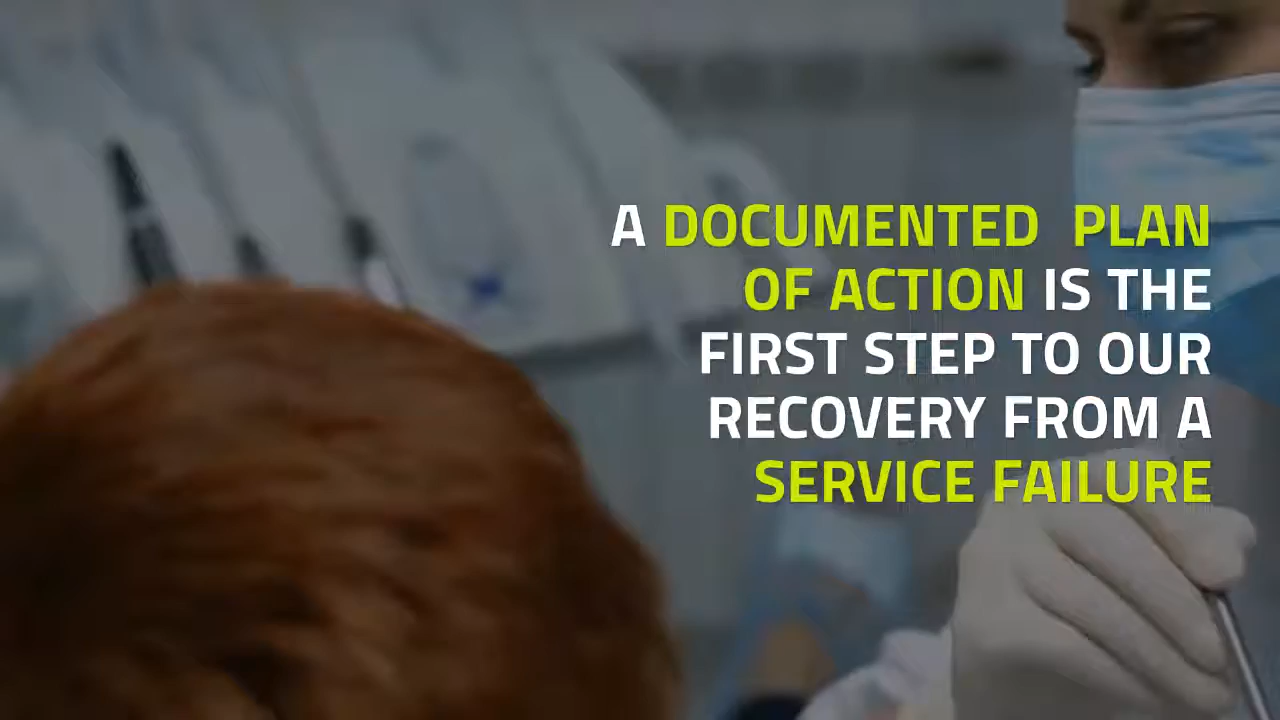 A DOCUMENTED  PLAN
OF ACTION IS THE
FIRST STEP TO OUR
RECOVERY FROM A
SERVICE FAILURE